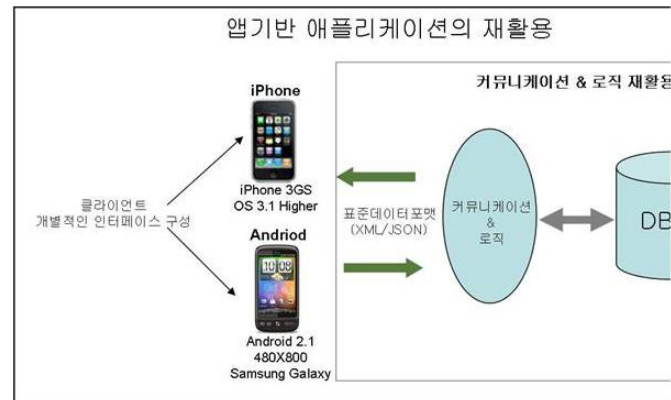 앱기반 애플리케이션의 재활용
커뮤니케이션 & 로직 재활용
iPhone
iPhone 3GS
OS 3.1 Higher
클라이언트
개별적인 인터페이스 구성
표준데이터포맷
(XML/JSON)
커뮤니케이션
&
로직
DB
Andriod
10 08
Android 2.1
480X800
Samsung Galaxy